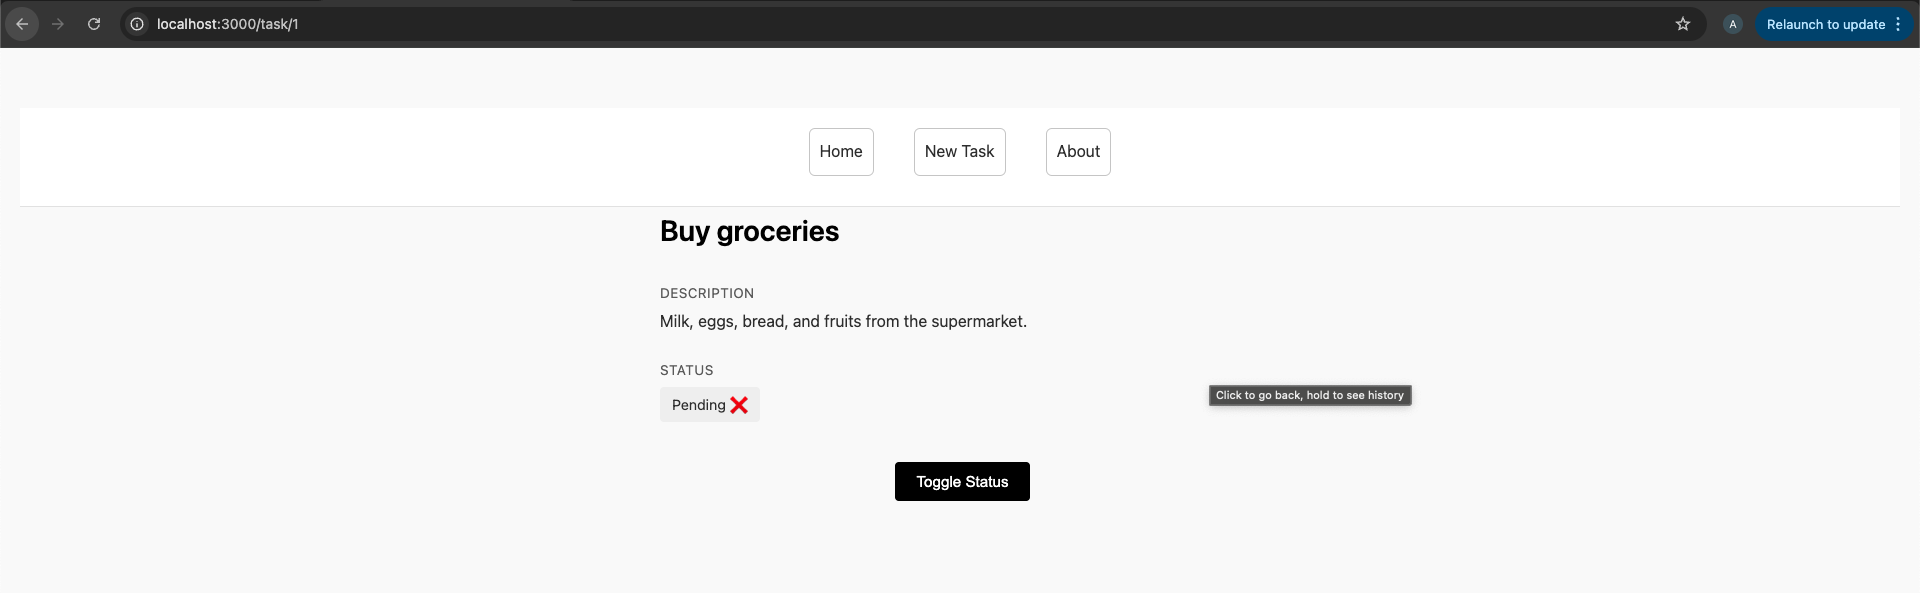 localhost:3000/task/1
A
Relaunch to update
Home
New Task
About
Buy groceries
DESCRIPTION
Milk, eggs, bread, and fruits from the supermarket.
STATUS
Pending ❌
Click to go back, hold to see history
Toggle Status